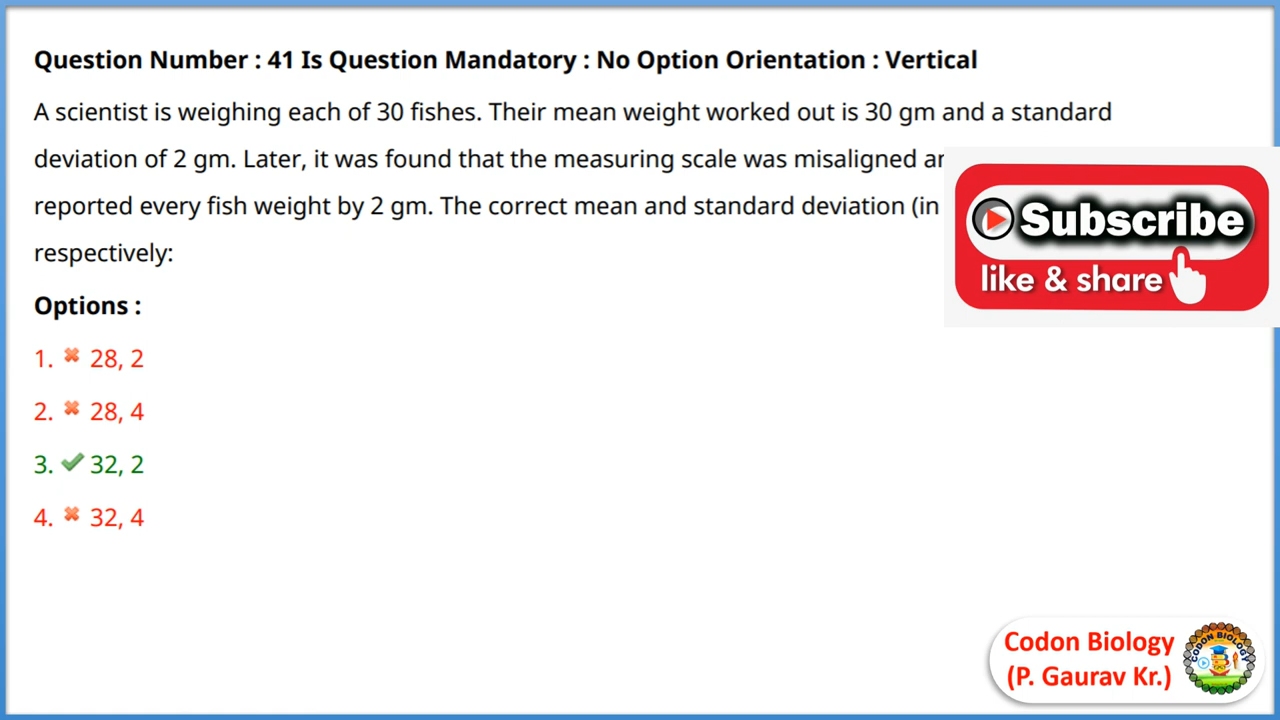 Question Number : 41 Is Question Mandatory : No Option Orientation : Vertical
A scientist is weighing each of 30 fishes. Their mean weight worked out is 30 gm and a standard
deviation of 2 gm. Later, it was found that the measuring scale was misaligned
reported every fish weight by 2 gm. The correct mean and standard deviation (in
respectively:
Subscribe
like & share
Options :
1. ✖ 28, 2
2. ✖ 28, 4
3. ✔ 32, 2
4. ✖ 32, 4
Codon Biology
(P. Gaurav Kr.)
CODON BIOLOGY